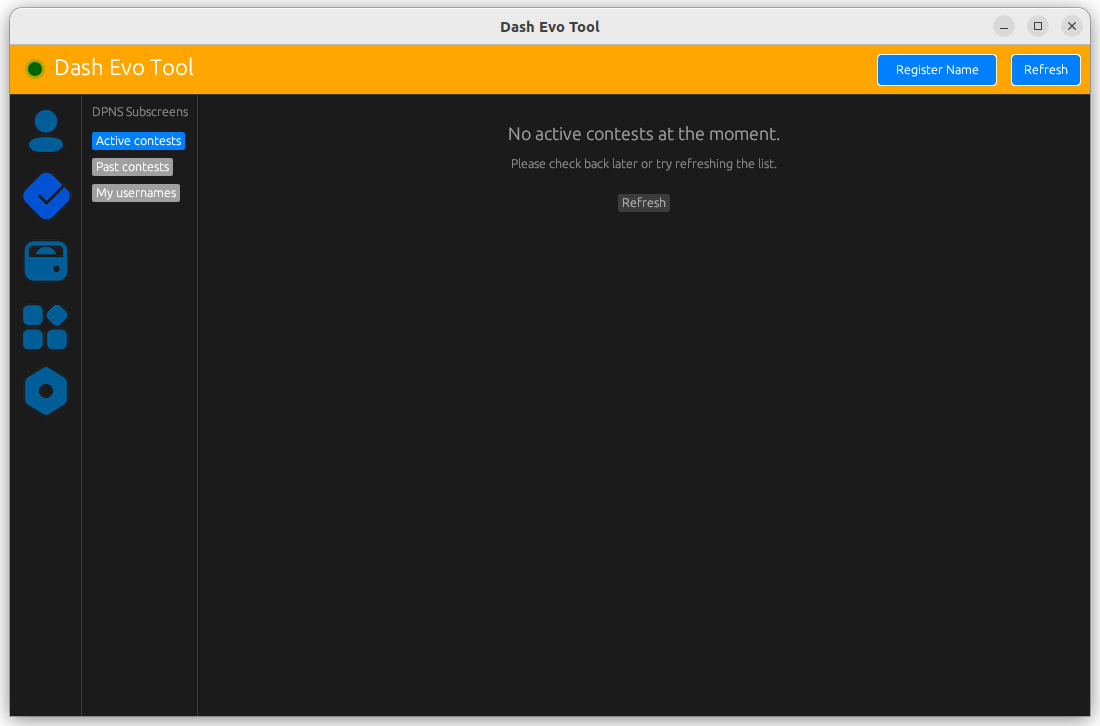 Dash Evo Tool
Dash Evo Tool
Register Name
Refresh
DPNS Subscreens
Active contests
Past contests
My usernames
No active contests at the moment.
Please check back later or try refreshing the list.
Refresh